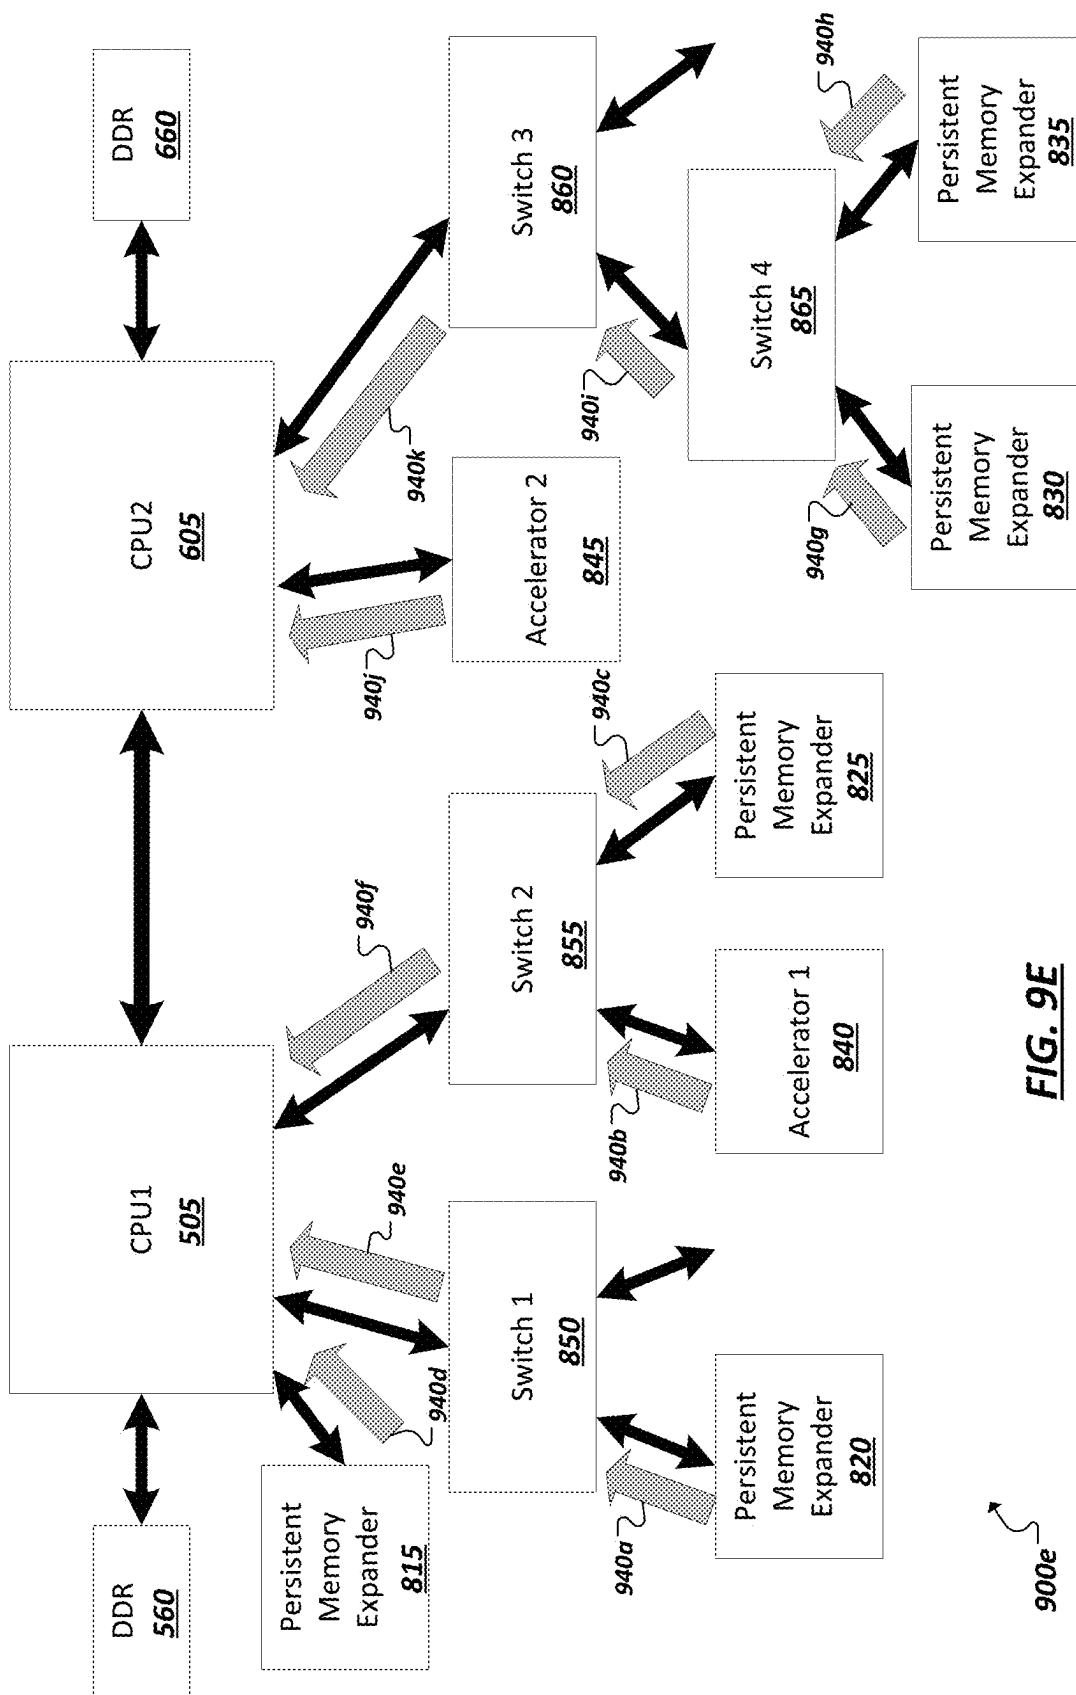 DDR
560
CPU1
505
CPU2
605
DDR
660
Persistent
Memory
Expander
815
940d
940e
940f
940j
940k
Switch 1
850
Switch 2
855
Accelerator 2
845
Switch 3
860
940a
940b
940c
940i
Switch 4
865
Persistent
Memory
Expander
820
Accelerator 1
840
Persistent
Memory
Expander
825
940g
940h
Persistent
Memory
Expander
830
Persistent
Memory
Expander
835
900e
FIG. 9E